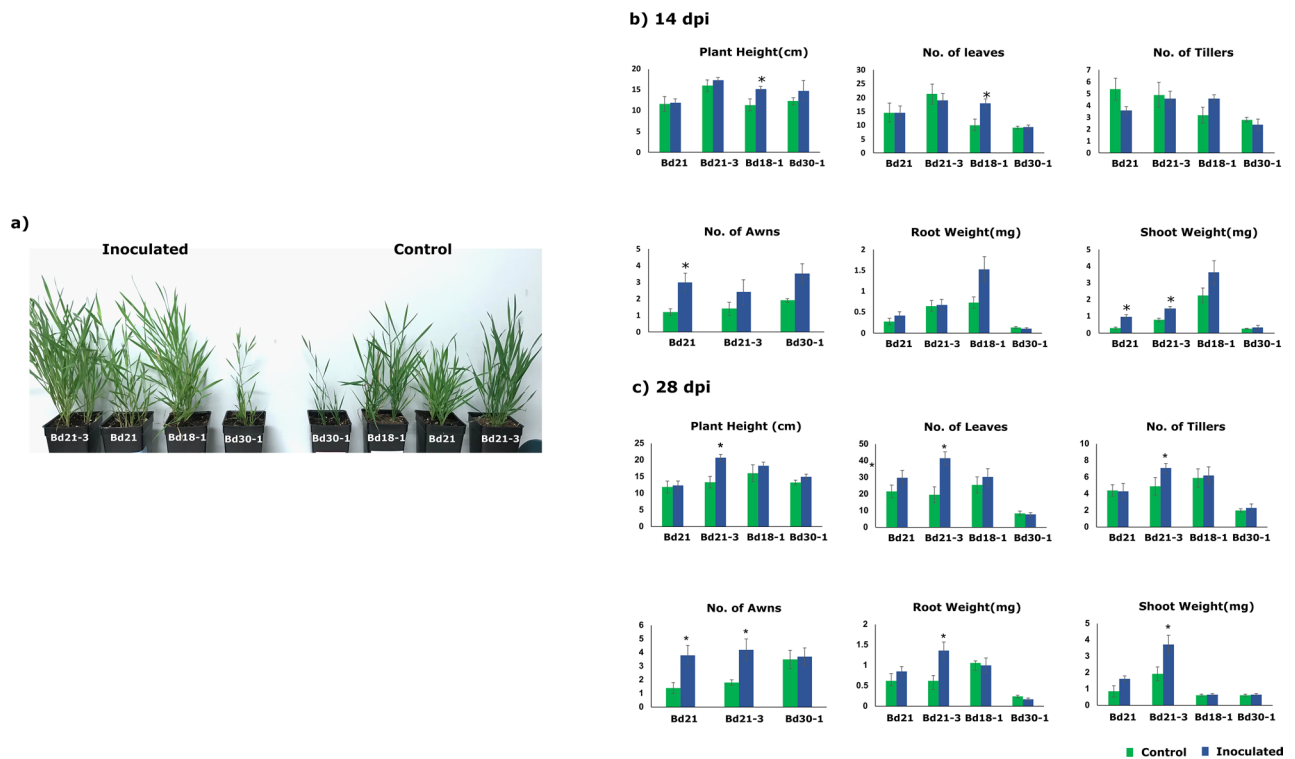 a)
Inoculated Control
Bd21-3 Bd21 Bd18-1 Bd30-1 Bd30-1 Bd18-1 Bd21 Bd21-3
b) 14 dpi
Plant Height(cm)
20
15
10
5
0
*
Bd21 Bd21-3 Bd18-1 Bd30-1
No. of leaves
30
25
20
15
10
5
0
*
Bd21 Bd21-3 Bd18-1 Bd30-1
No. of Tillers
7
6
5
4
3
2
1
0
Bd21 Bd21-3 Bd18-1 Bd30-1
No. of Awns
5
4
3
2
1
0
*
Bd21 Bd21-3 Bd30-1
Root Weight(mg)
2
1.5
1
0.5
0
Bd21 Bd21-3 Bd18-1 Bd30-1
Shoot Weight(mg)
5
4
3
2
1
0
* *
Bd21 Bd21-3 Bd18-1 Bd30-1
c) 28 dpi
Plant Height (cm)
25
20
15
10
5
0
*
Bd21 Bd21-3 Bd18-1 Bd30-1
No. of Leaves
50
40
30
20
10
0
* *
Bd21 Bd21-3 Bd18-1 Bd30-1
No. of Tillers
10
8
6
4
2
0
*
Bd21 Bd21-3 Bd18-1 Bd30-1
No. of Awns
6
5
4
3
2
1
0
* *
Bd21 Bd21-3 Bd30-1
Root Weight(mg)
2
1.5
1
0.5
0
*
Bd21 Bd21-3 Bd18-1 Bd30-1
Shoot Weight(mg)
5
4
3
2
1
0
*
Bd21 Bd21-3 Bd18-1 Bd30-1
Control Inoculated